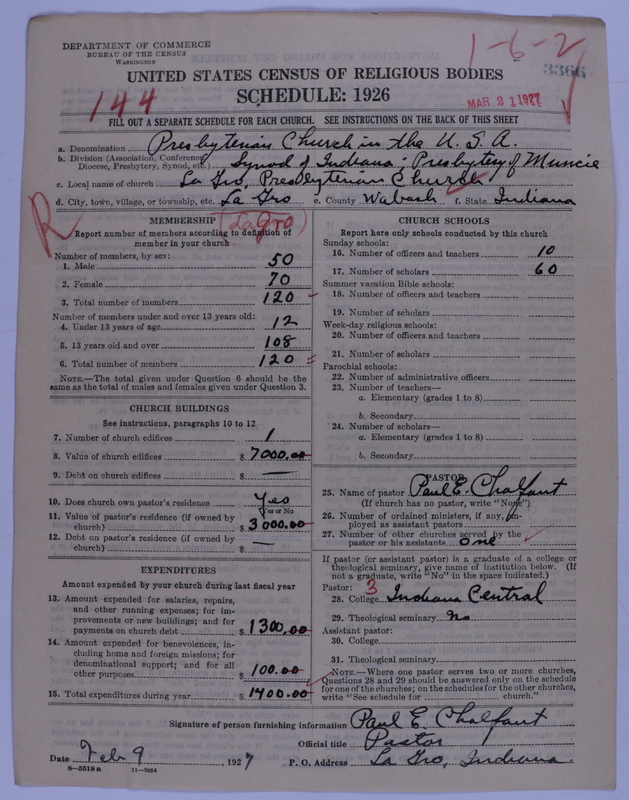 DEPARTMENT OF COMMERCE
BUREAU OF THE CENSUS
WASHINGTON
1-6-2
3366
UNITED STATES CENSUS OF RELIGIOUS BODIES
SCHEDULE: 1926
144
MAR 21 1927
FILL OUT A SEPARATE SCHEDULE FOR EACH CHURCH. SEE INSTRUCTIONS ON THE BACK OF THIS SHEET
a. Denomination Presbyterian Church in the U.S.A.
b. Division (Association, Conference, Diocese, Presbytery, Synod, etc.) Synod of Indiana: Presbytery of Muncie
c. Local name of church La Gro, Presbyterian Church
d. City, town, village, or township, etc. La Gro e. County Wabash f. State Indiana
R
(LaGro)
MEMBERSHIP
Report number of members according to definition of
member in your church
Number of members, by sex:
1. Male 50
2. Female 70
3. Total number of members 120
Number of members under and over 13 years old:
4. Under 13 years of age 12
5. 13 years old and over 108
6. Total number of members 120
NOTE.—The total given under Question 6 should be the
same as the total of males and females given under Question 3.
CHURCH BUILDINGS
See instructions, paragraphs 10 to 12
7. Number of church edifices 1
8. Value of church edifices $ 7000.00
9. Debt on church edifices $ —
10. Does church own pastor's residence Yes
Yes or No
11. Value of pastor's residence (if owned by
church) $ 3000.00
12. Debt on pastor's residence (if owned by
church) $ —
EXPENDITURES
Amount expended by your church during last fiscal year
13. Amount expended for salaries, repairs,
and other running expenses; for im-
provements or new buildings; and for
payments on church debt $ 1300.00
14. Amount expended for benevolences, in-
cluding home and foreign missions; for
denominational support; and for all
other purposes $ 100.00
15. Total expenditures during year $ 1400.00
CHURCH SCHOOLS
Report here only schools conducted by this church
Sunday schools:
16. Number of officers and teachers 10
17. Number of scholars 60
Summer vacation Bible schools:
18. Number of officers and teachers
19. Number of scholars
Week-day religious schools:
20. Number of officers and teachers
21. Number of scholars
Parochial schools:
22. Number of administrative officers
23. Number of teachers—
a. Elementary (grades 1 to 8)
b. Secondary
24. Number of scholars—
a. Elementary (grades 1 to 8)
b. Secondary
PASTOR
25. Name of pastor Paul E. Chalfant
(If church has no pastor, write "None")
26. Number of ordained ministers, if any, em-
ployed as assistant pastors
27. Number of other churches served by the
pastor or his assistants one
If pastor (or assistant pastor) is a graduate of a college or
theological seminary, give name of institution below. (If
not a graduate, write "No" in the space indicated.)
Pastor: 3
28. College Indiana Central
29. Theological seminary no
Assistant pastor:
30. College
31. Theological seminary
NOTE.—Where one pastor serves two or more churches,
Questions 28 and 29 should be answered only on the schedule
for one of the churches; on the schedules for the other churches,
write "See schedule for church."
Signature of person furnishing information Paul E Chalfant
Official title Pastor
Date Feb 9, 1927 P. O. Address La Gro, Indiana.
8—5518 a 11—9064